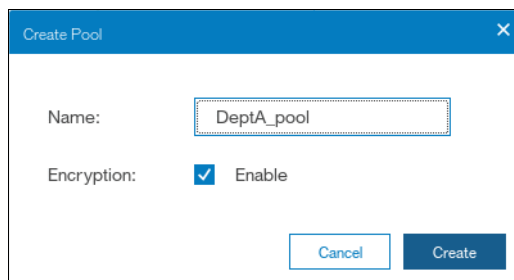 Create Pool
Name: DeptA_pool
Encryption: Enable
Cancel Create